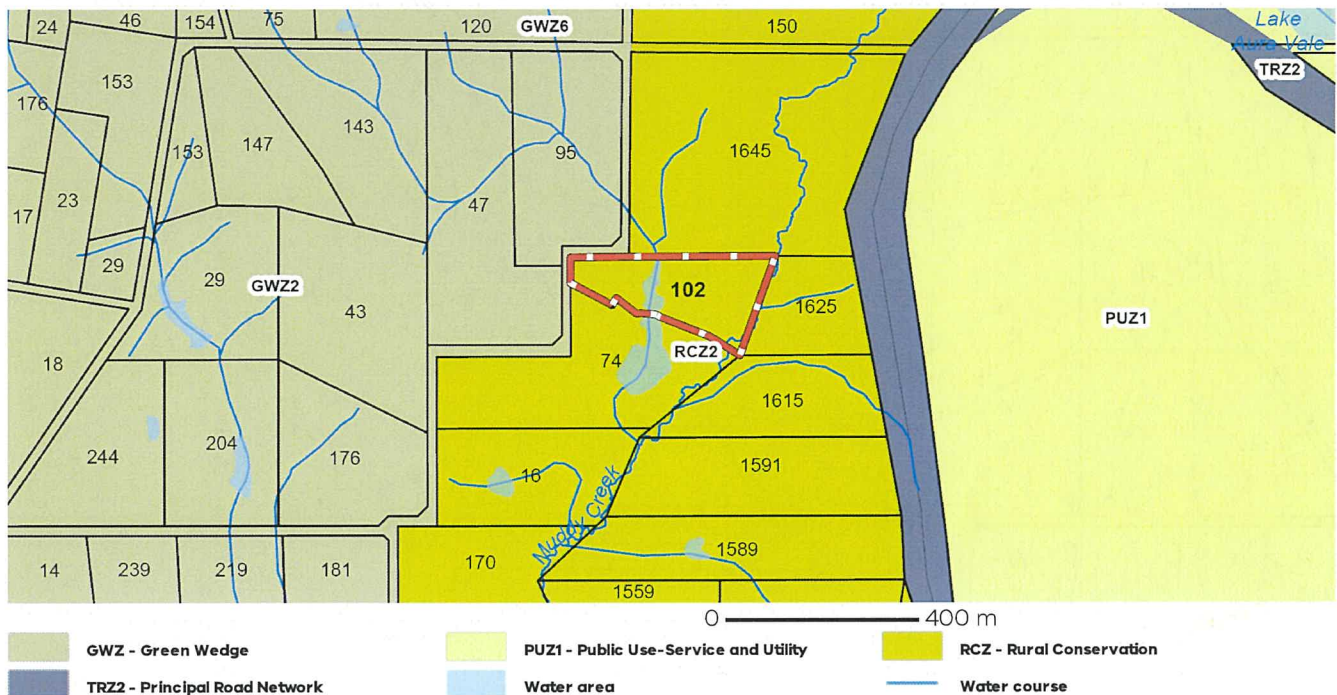 24
46
154
75
120
GWZ6
150
Lake
Aura Vale
TRZ2
176
153
143
147
153
95
1645
23
17
47
29
29
GWZ2
43
102
1625
PUZ1
18
74
RCZ2
1615
244
204
176
16
1591
Muddy Creek
170
1589
14
239
219
181
1559
0 400 m
GWZ - Green Wedge
PUZ1 - Public Use-Service and Utility
RCZ - Rural Conservation
TRZ2 - Principal Road Network
Water area
Water course